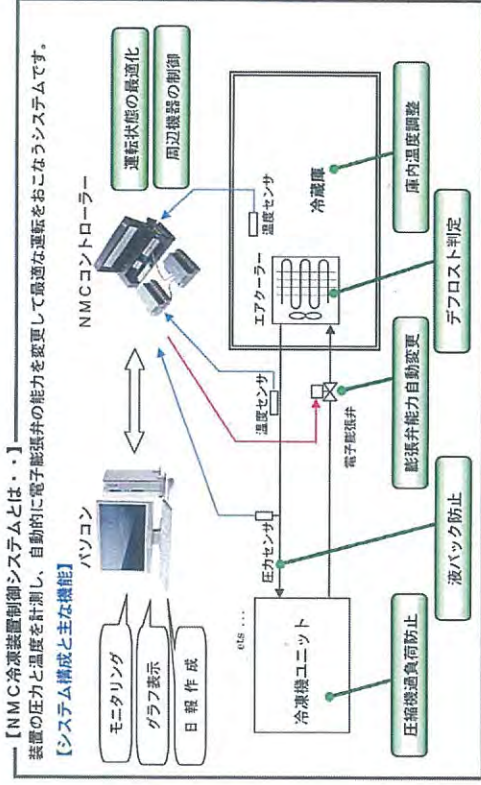 【NMC冷凍装置制御システムとは・・】
装置の圧力と温度を計測し、自動的に電子膨張弁の能力を変更して最適な運転をおこなうシステムです。
【システム構成と主な機能】
パソコン
NMCコントローラー
運転状態の最適化
周辺機器の制御
モニタリング
グラフ表示
日報作成
ets ...
圧力センサ
温度センサ
温度センサ
エアクーラー
冷蔵庫
冷凍機ユニット
電子膨張弁
圧縮機過負荷防止
液バック防止
膨張弁能力自動変更
デフロスト判定
庫内温度調整